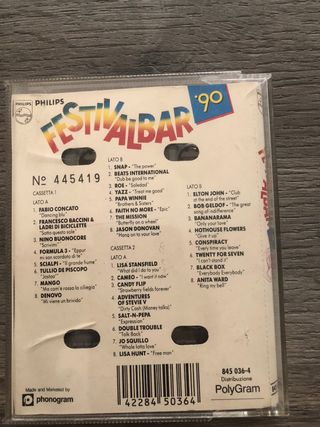 PHILIPS
PHILIPS
FESTIVALBAR '90
Nº 445419
CASSETTA 1
LATO A
1. FABIO CONCATO
"Dancing blu"
2. FRANCESCO BACCINI &
LADRI DI BICICLETTE
"Sotto questo sole"
3. NINO BUONOCORE
"Scrivimi"
4. FORMULA 3 - "Eppur
mi son scordato di te"
5. SCIALPI - "Il grande fiume"
6. TULLIO DE PISCOPO
7. MANGO
"Ma com'è rossa la ciliegia"
8. DENOVO
"Mi viene un brivido"
LATO B
1. SNAP - "The power"
2. BEATS INTERNATIONAL
"Dub be good to me"
3. ROE - "Soledad"
4. YAZZ - "Treat me good"
5. PAPA WINNIE
"Brothers & Sisters"
6. FAITH NO MORE - "Epic"
7. THE MISSION
"Butterfly on a wheel"
8. JASON DONOVAN
"Hang on to your love"
CASSETTA 2
LATO A
1. LISA STANSFIELD
"What did I do to you"
2. CAMEO - "I want it now"
3. CANDY FLIP
"Strawberry fields forever"
4. ADVENTURES
OF STEVIE V
"Dirty Cash (Money talks)"
5. SALT-N-PEPA
"Expression"
6. DOUBLE TROUBLE
"Talk Back"
7. JO SQUILLO
"Whole lotta love"
8. LISA HUNT - "Free man"
LATO B
1. ELTON JOHN - "Club
at the end of the street"
2. BOB GELDOF - "The great
song of indifference"
3. BANANARAMA
"Only your love"
4. HOTHOUSE FLOWERS
"Give it up"
5. CONSPIRACY
"Every time you leave"
6. TWENTY FOR SEVEN
"I can't stand it"
7. BLACK BOX
"Everybody Everybody"
8. ANITA WARD
"Ring my bell"
Made and Marketed by
phonogram
42284 50364
845 036-4
Distribuzione
PolyGram